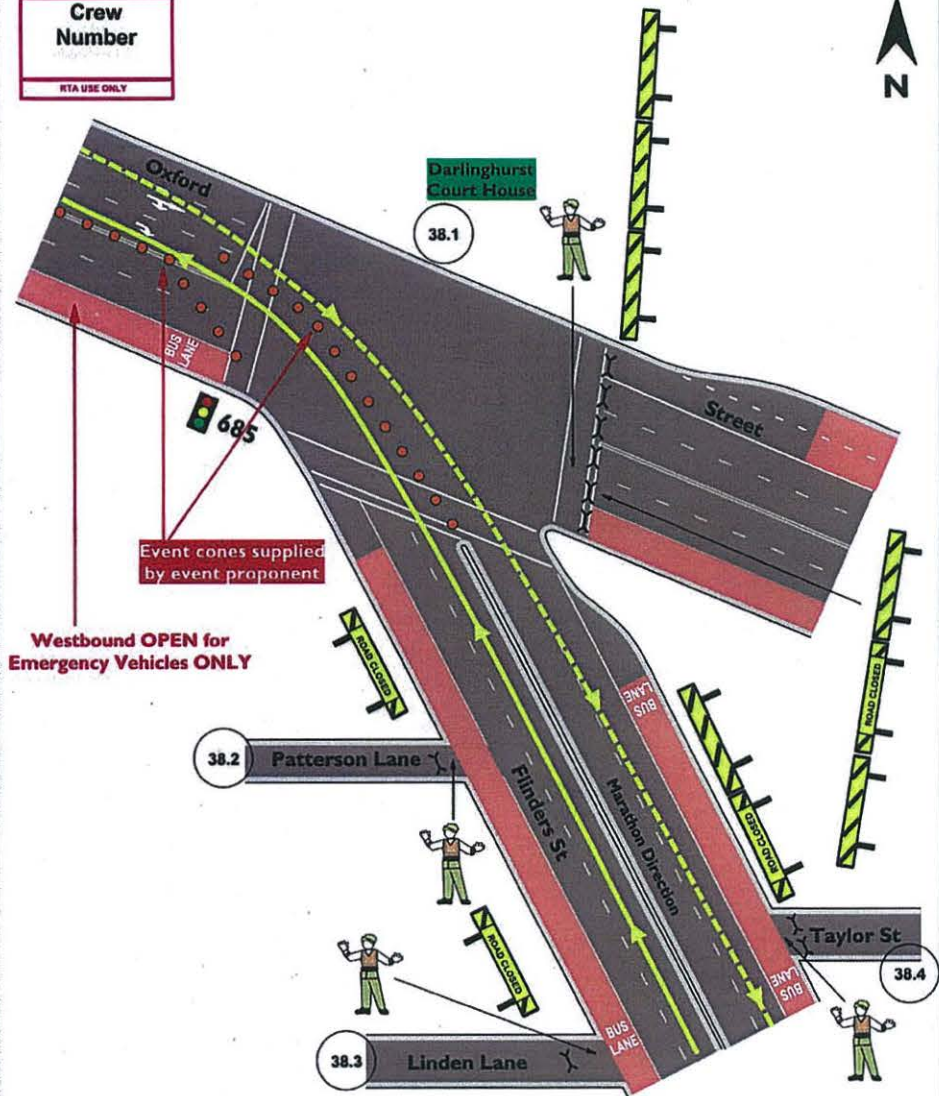 Crew
Number
RTA USE ONLY
N
Oxford
Darlinghurst
Court House
38.1
BUS
LANE
Street
685
Event cones supplied
by event proponent
Westbound OPEN for
Emergency Vehicles ONLY
ROAD CLOSED
ROAD CLOSED
BUS
LANE
38.2
Patterson Lane
Flinders St
Marathon Direction
ROAD CLOSED
ROAD CLOSED
Taylor St
38.4
BUS
LANE
38.3
Linden Lane
BUS
LANE